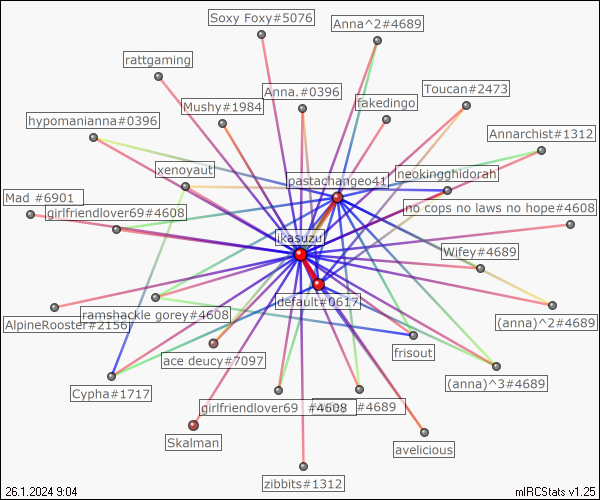 Soxy Foxy#5076
Anna^2#4689
rattgaming
Anna.#0396
Toucan#2473
Mushy#1984
fakedingo
hypomanianna#0396
Annarchist#1312
xenoyaut
neokingghidorah
pastachangeo41
Mad #6901
no cops no laws no hope#4608
girlfriendlover69#4608
ikasuzu
Wifey#4689
default#0617
ramshackle gorey#4608
AlpineRooster#2156
(anna)^2#4689
frisout
ace deucy#7097
(anna)^3#4689
Cypha#1717
girlfriendlover69 #4608
#4689
Skalman
avelicious
zibbits#1312
26.1.2024 9:04
mIRCStats v1.25